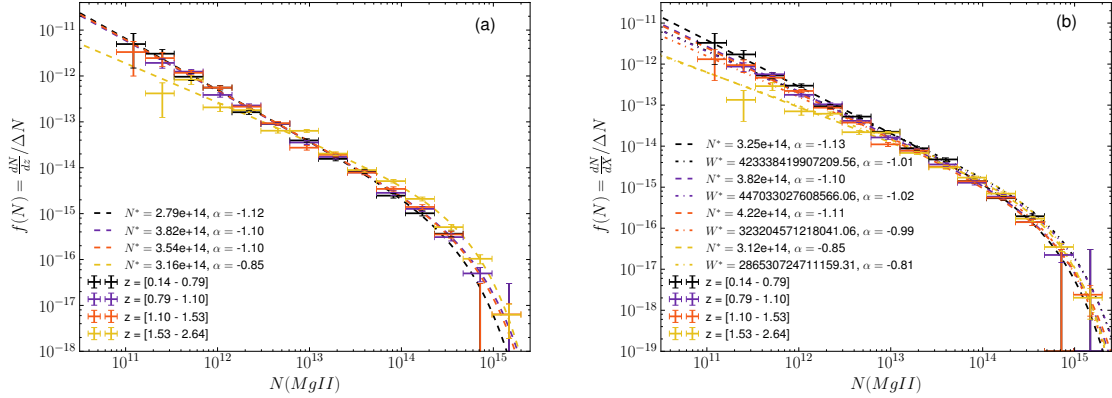 (a)
10^{-11}
10^{-12}
10^{-13}
10^{-14}
10^{-15}
10^{-16}
10^{-17}
10^{-18}
f(N) = \frac{dN}{dz}/\Delta N
N* = 2.79e+14, α = -1.12
N* = 3.82e+14, α = -1.10
N* = 3.54e+14, α = -1.10
N* = 3.16e+14, α = -0.85
z = [0.14 - 0.79]
z = [0.79 - 1.10]
z = [1.10 - 1.53]
z = [1.53 - 2.64]
10^{11} 10^{12} 10^{13} 10^{14} 10^{15}
N(MgII)
(b)
10^{-11}
10^{-12}
10^{-13}
10^{-14}
10^{-15}
10^{-16}
10^{-17}
10^{-18}
10^{-19}
f(N) = \frac{dN}{dX}/\Delta N
N* = 3.25e+14, α = -1.13
W* = 423338419907209.56, α = -1.01
N* = 3.82e+14, α = -1.10
W* = 447033027608566.06, α = -1.02
N* = 4.22e+14, α = -1.11
W* = 323204571218041.06, α = -0.99
N* = 3.12e+14, α = -0.85
W* = 286530724711159.31, α = -0.81
z = [0.14 - 0.79]
z = [0.79 - 1.10]
z = [1.10 - 1.53]
z = [1.53 - 2.64]
10^{11} 10^{12} 10^{13} 10^{14} 10^{15}
N(MgII)